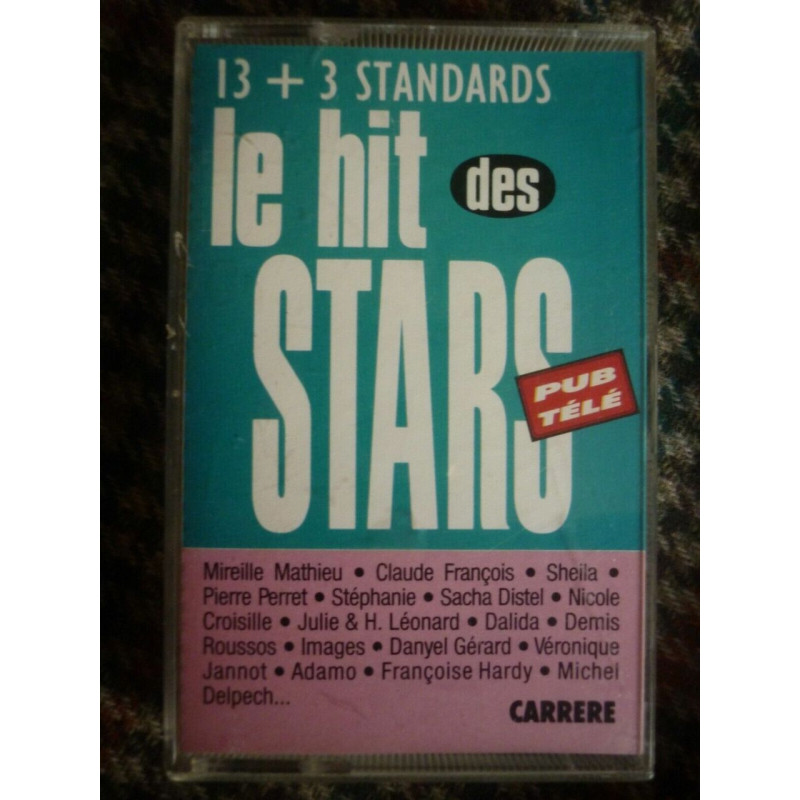 13 + 3 STANDARDS
le hit des
STARS
PUB
TÉLÉ
Mireille Mathieu • Claude François • Sheila •
Pierre Perret • Stéphanie • Sacha Distel • Nicole
Croisille • Julie & H. Léonard • Dalida • Demis
Roussos • Images • Danyel Gérard • Véronique
Jannot • Adamo • Françoise Hardy • Michel
Delpech...
CARRERE